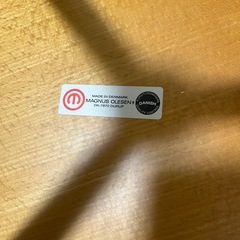 MADE IN DENMARK
MAGNUS OLESEN
DK-7870 DURUP
DANISH